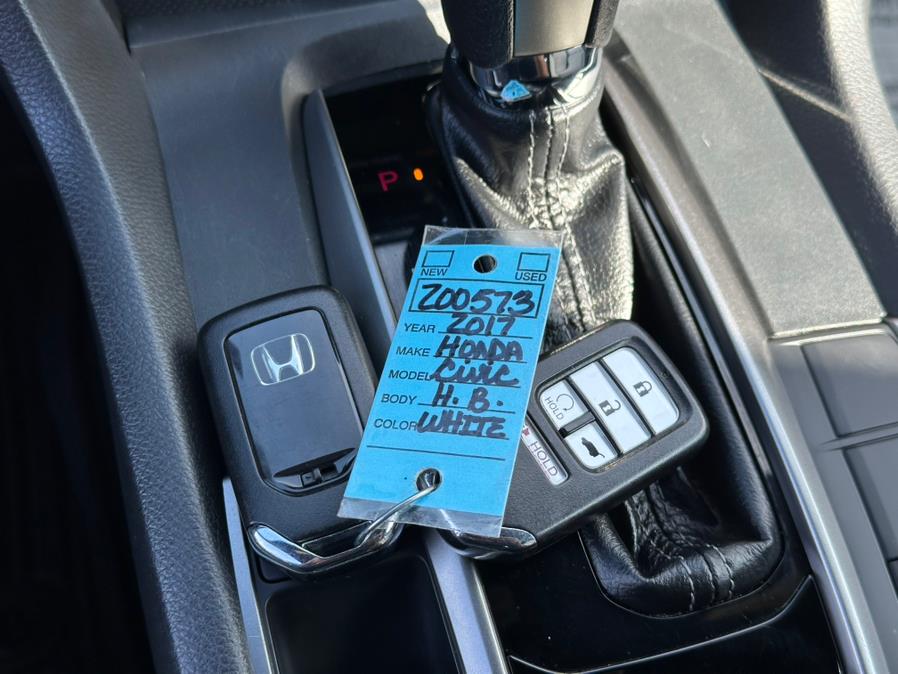 P
NEW USED
Z00573
YEAR 2017
MAKE HONDA
MODEL CIVIC
BODY H.B.
COLOR WHITE
HOLD
HOLD